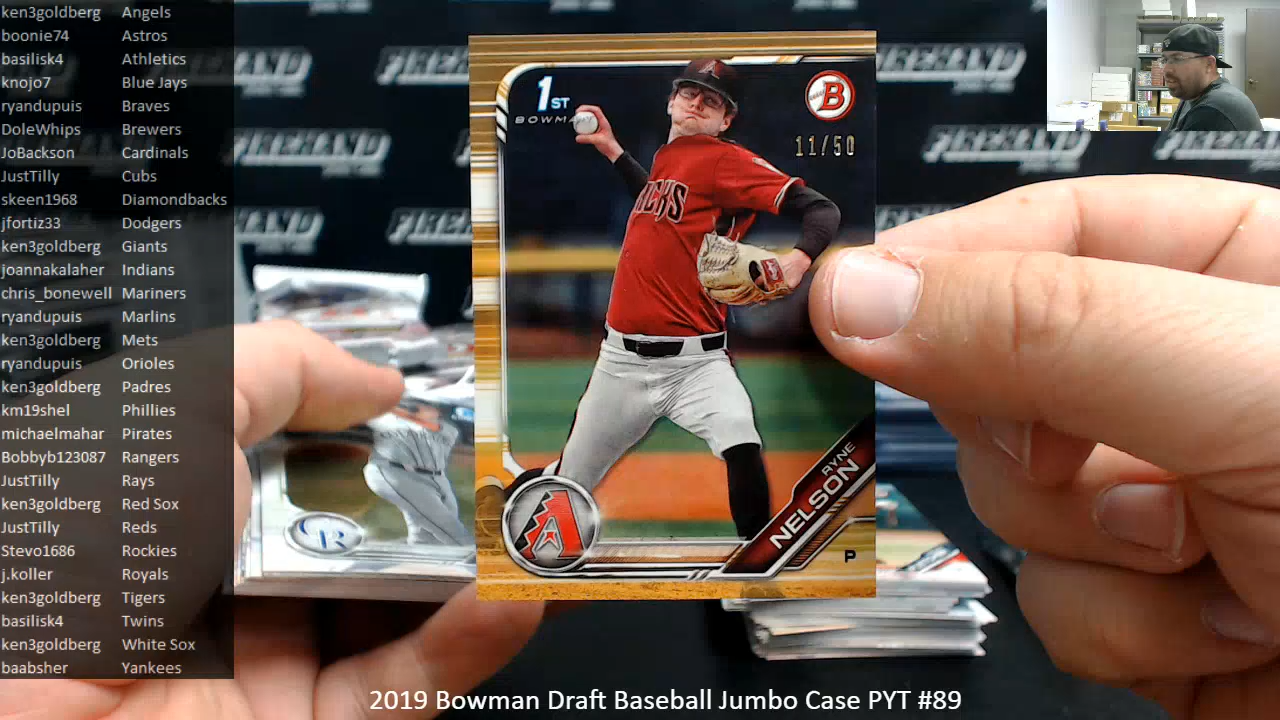 ken3goldberg Angels
boonie74 Astros
basilisk4 Athletics
knojo7 Blue Jays
ryandupuis Braves
DoleWhips Brewers
JoBackson Cardinals
JustTilly Cubs
skeen1968 Diamondbacks
jfortiz33 Dodgers
ken3goldberg Giants
joannakalaher Indians
chris_bonewell Mariners
ryandupuis Marlins
ken3goldberg Mets
ryandupuis Orioles
ken3goldberg Padres
km19shel Phillies
michaelmahar Pirates
Bobbyb123087 Rangers
JustTilly Rays
ken3goldberg Red Sox
JustTilly Reds
Stevo1686 Rockies
j.koller Royals
ken3goldberg Tigers
basilisk4 Twins
ken3goldberg White Sox
baabsher Yankees
1ST
BOWMAN
B
11/50
RYNE
NELSON
P
CR
2019 Bowman Draft Baseball Jumbo Case PYT #89